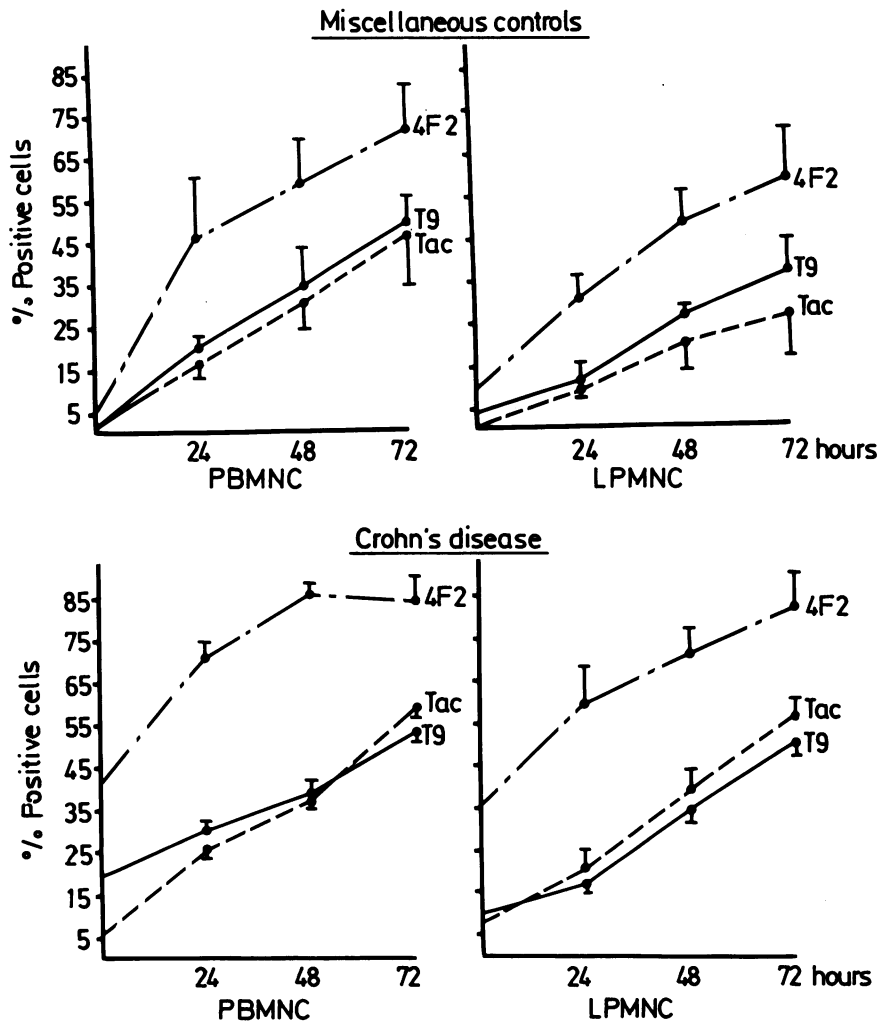 Miscellaneous controls
% Positive cells
85
75
65
55
45
35
25
15
5
4F2
T9
Tac
24 48 72
PBMNC
4F2
T9
Tac
24 48 72 hours
LPMNC
Crohn's disease
% Positive cells
85
75
65
55
45
35
25
15
5
4F2
Tac
T9
24 48 72
PBMNC
4F2
Tac
T9
24 48 72 hours
LPMNC